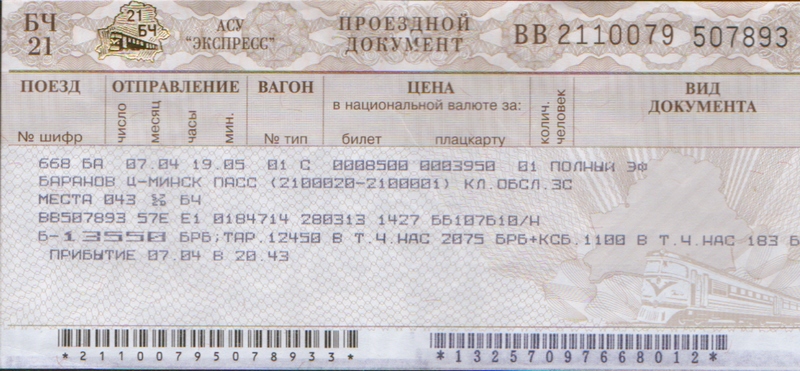 БЧ
21
21
БЧ
АСУ
"ЭКСПРЕСС"
ПРОЕЗДНОЙ
ДОКУМЕНТ
ВВ 2110079 507893
ПОЕЗД
№ шифр
ОТПРАВЛЕНИЕ
число
месяц
часы
мин.
ВАГОН
№ тип
ЦЕНА
в национальной валюте за:
билет плацкарту
колич.
человек
ВИД
ДОКУМЕНТА
668 БА 07.04 19.05 01 С 0008500 0003950 01 ПОЛНЫЙ ЭФ
БАРАНОВ Ц-МИНСК ПАСС (2100020-2100001) КЛ.ОБСЛ.3С
МЕСТА 043 БЧ
ВВ507893 57Е Е1 0184714 280313 1427 ББ107Б10/Н
Б-13550 БРБ;ТАР.12450 В Т.Ч.НАС 2075 БРБ+КСБ.1100 В Т.Ч.НАС 183 Б
ПРИБЫТИЕ 07.04 В 20.43
*21100795078933*
*1325709766801 2*